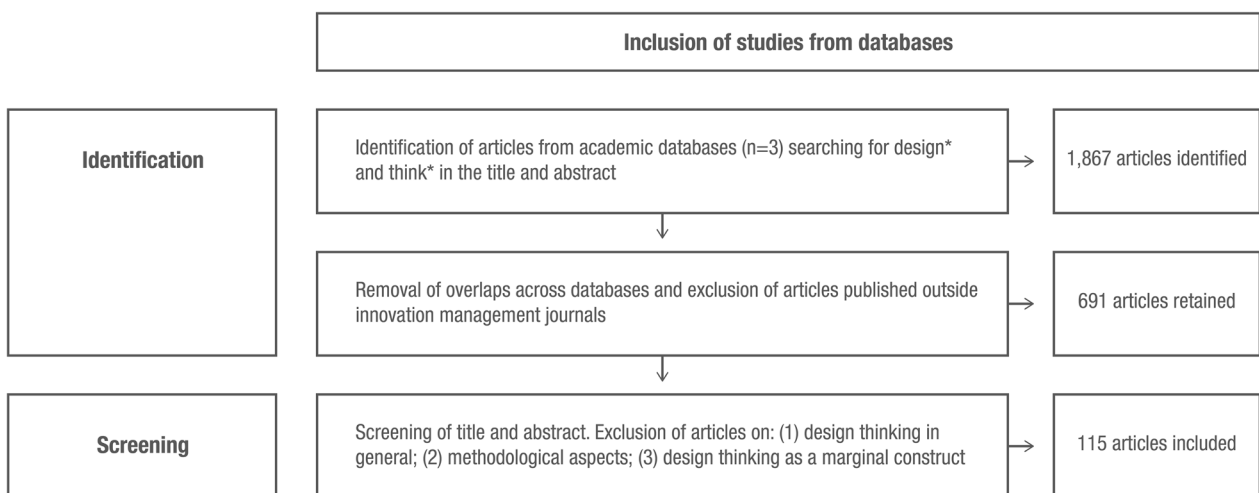 Inclusion of studies from databases
Identification
Identification of articles from academic databases (n=3) searching for design*
and think* in the title and abstract
1,867 articles identified
Removal of overlaps across databases and exclusion of articles published outside
innovation management journals
691 articles retained
Screening
Screening of title and abstract. Exclusion of articles on: (1) design thinking in
general; (2) methodological aspects; (3) design thinking as a marginal construct
115 articles included